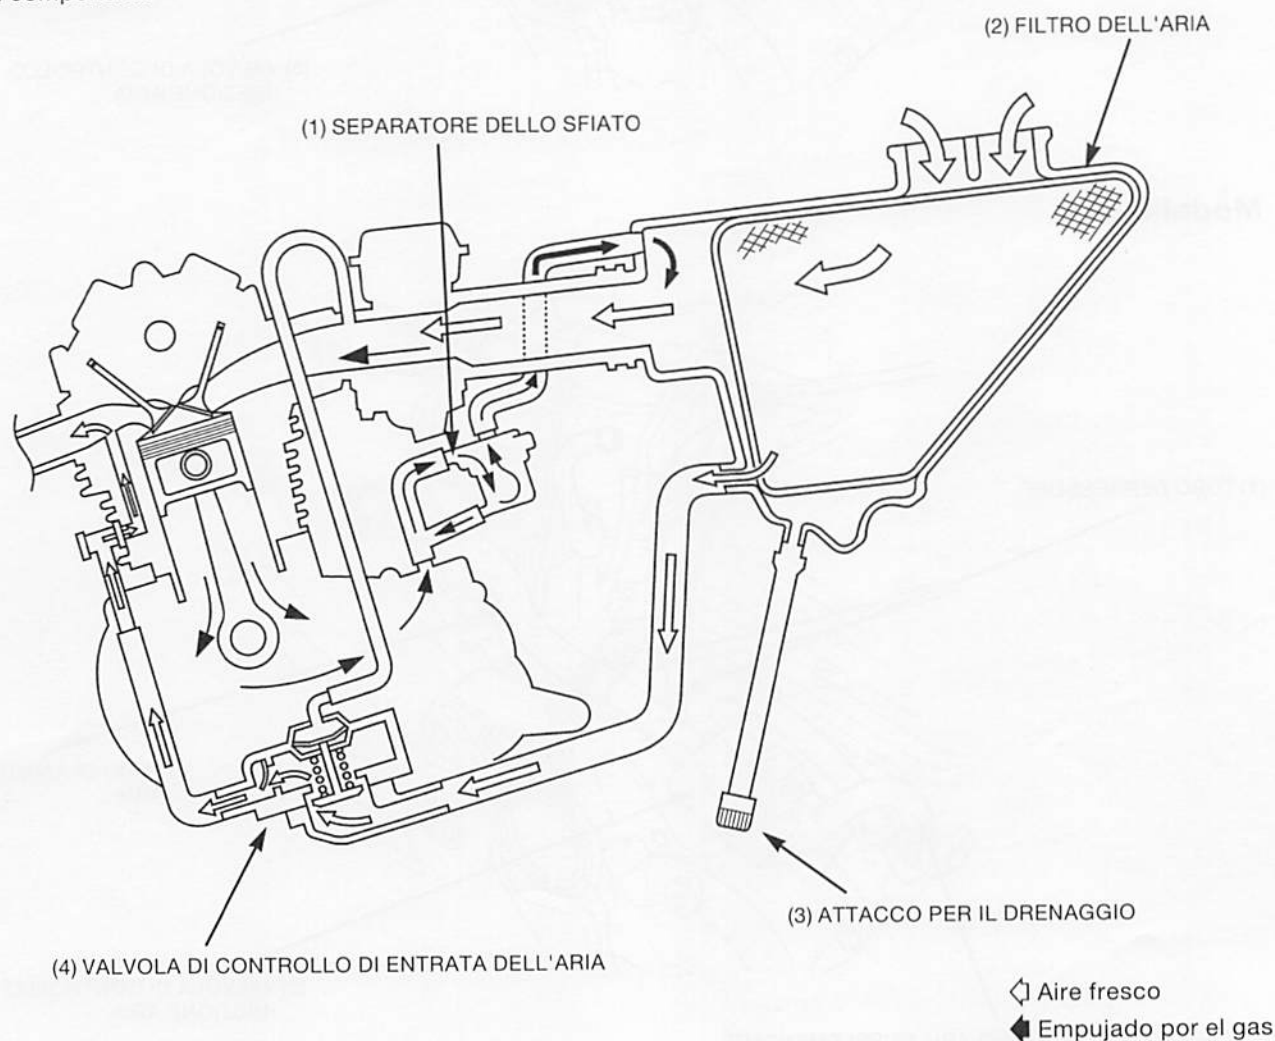 (2) FILTRO DELL'ARIA
(1) SEPARATORE DELLO SFIATO
(3) ATTACCO PER IL DRENAGGIO
(4) VALVOLA DI CONTROLLO DI ENTRATA DELL'ARIA
Aire fresco
Empujado por el gas